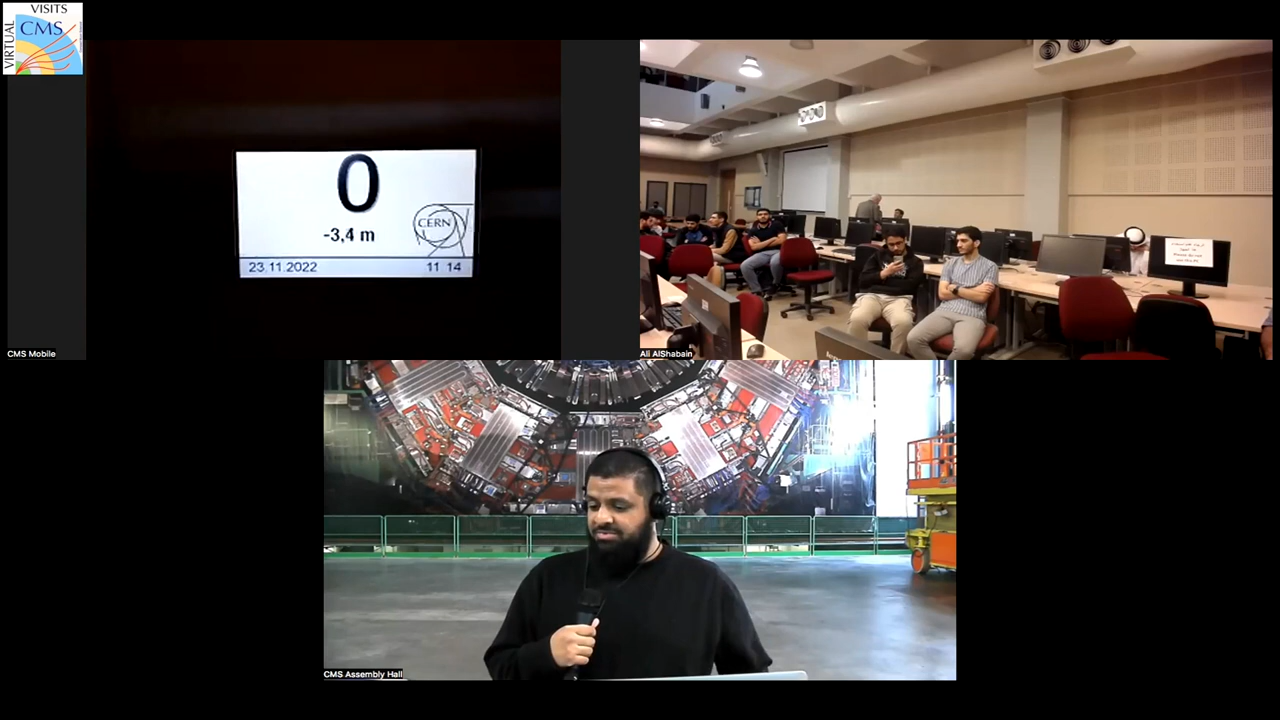 VISITS
VIRTUAL
CMS
0
-3,4 m
CERN
23.11.2022 11 14
CMS Mobile
Ali AlShabain
CMS Assembly Hall